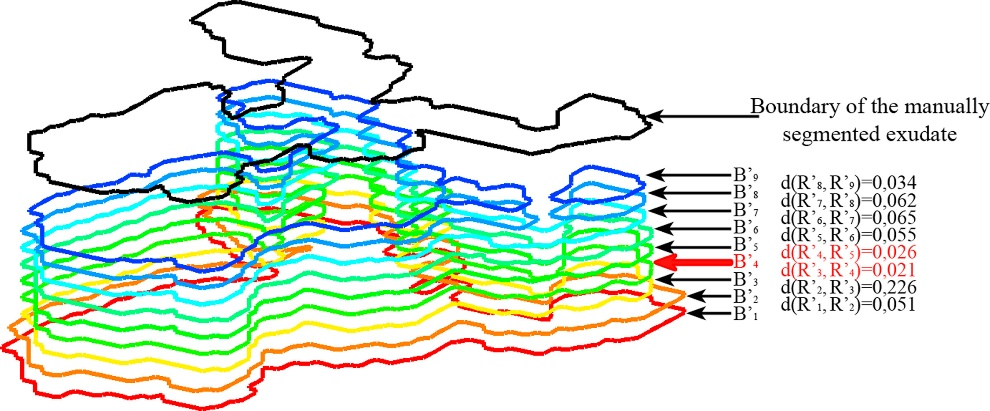 Boundary of the manually
segmented exudate
B'9
d(R'8, R'9)=0,034
B'8
d(R'7, R'8)=0,062
B'7
d(R'6, R'7)=0,065
B'6
d(R'5, R'6)=0,055
B'5
d(R'4, R'5)=0,026
B'4
d(R'3, R'4)=0,021
B'3
d(R'2, R'3)=0,226
B'2
d(R'1, R'2)=0,051
B'1